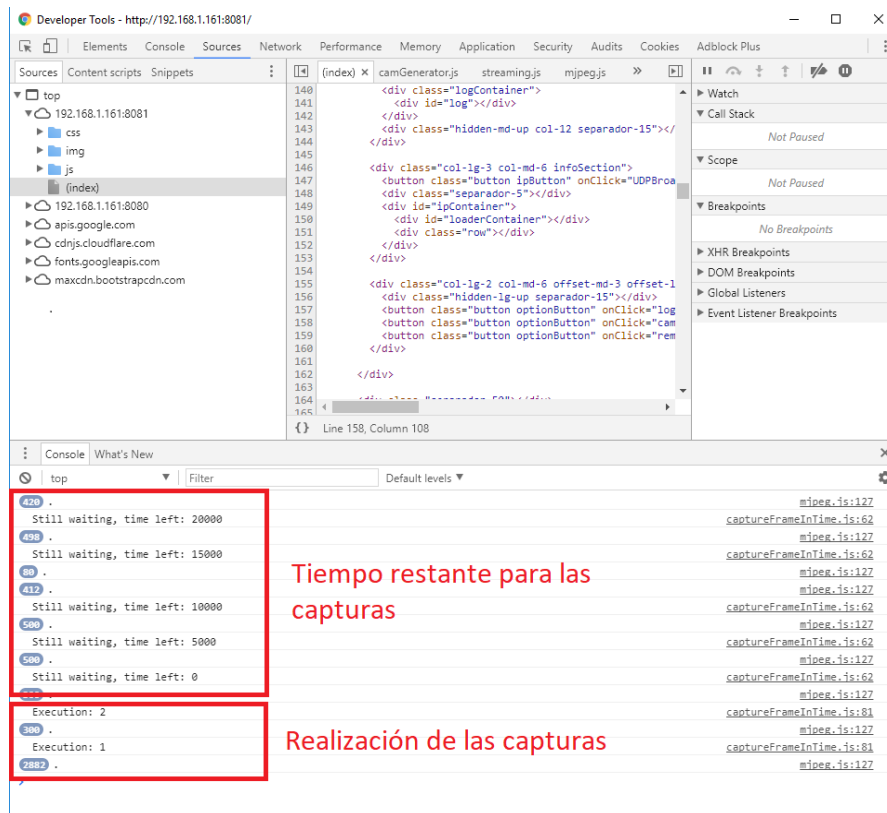 Developer Tools - http://192.168.1.161:8081/
Elements Console Sources Network Performance Memory Application Security Audits Cookies Adblock Plus
Sources Content scripts Snippets
(index) × camGenerator.js streaming.js mjpeg.js »
top
192.168.1.161:8081
css
img
js
(index)
192.168.1.161:8080
apis.google.com
cdnjs.cloudflare.com
fonts.googleapis.com
maxcdn.bootstrapcdn.com
140 <div class="logContainer">
141 <div id="log"></div>
142 </div>
143 <div class="hidden-md-up col-12 separador-15"></
144 </div>
145
146 <div class="col-lg-3 col-md-6 infoSection">
147 <button class="button ipButton" onClick="UDPBroa
148 <div class="separador-5"></div>
149 <div id="ipContainer">
150 <div id="loaderContainer"></div>
151 <div class="row"></div>
152 </div>
153 </div>
154
155 <div class="col-lg-2 col-md-6 offset-md-3 offset-l
156 <div class="hidden-lg-up separador-15"></div>
157 <button class="button optionButton" onClick="log
158 <button class="button optionButton" onClick="cam
159 <button class="button optionButton" onClick="rem
160 </div>
161
162 </div>
163
164
165
{} Line 158, Column 108
Watch
Call Stack
Not Paused
Scope
Not Paused
Breakpoints
No Breakpoints
XHR Breakpoints
DOM Breakpoints
Global Listeners
Event Listener Breakpoints
Console What's New
top Filter Default levels
420 . mjpeg.js:127
Still waiting, time left: 20000 captureFrameInTime.js:62
498 . mjpeg.js:127
Still waiting, time left: 15000 captureFrameInTime.js:62
80 . mjpeg.js:127
412 . mjpeg.js:127
Still waiting, time left: 10000 captureFrameInTime.js:62
500 . mjpeg.js:127
Still waiting, time left: 5000 captureFrameInTime.js:62
500 . mjpeg.js:127
Still waiting, time left: 0 captureFrameInTime.js:62
. mjpeg.js:127
Execution: 2 captureFrameInTime.js:81
300 . mjpeg.js:127
Execution: 1 captureFrameInTime.js:81
2882 . mjpeg.js:127
Tiempo restante para las
capturas
Realización de las capturas